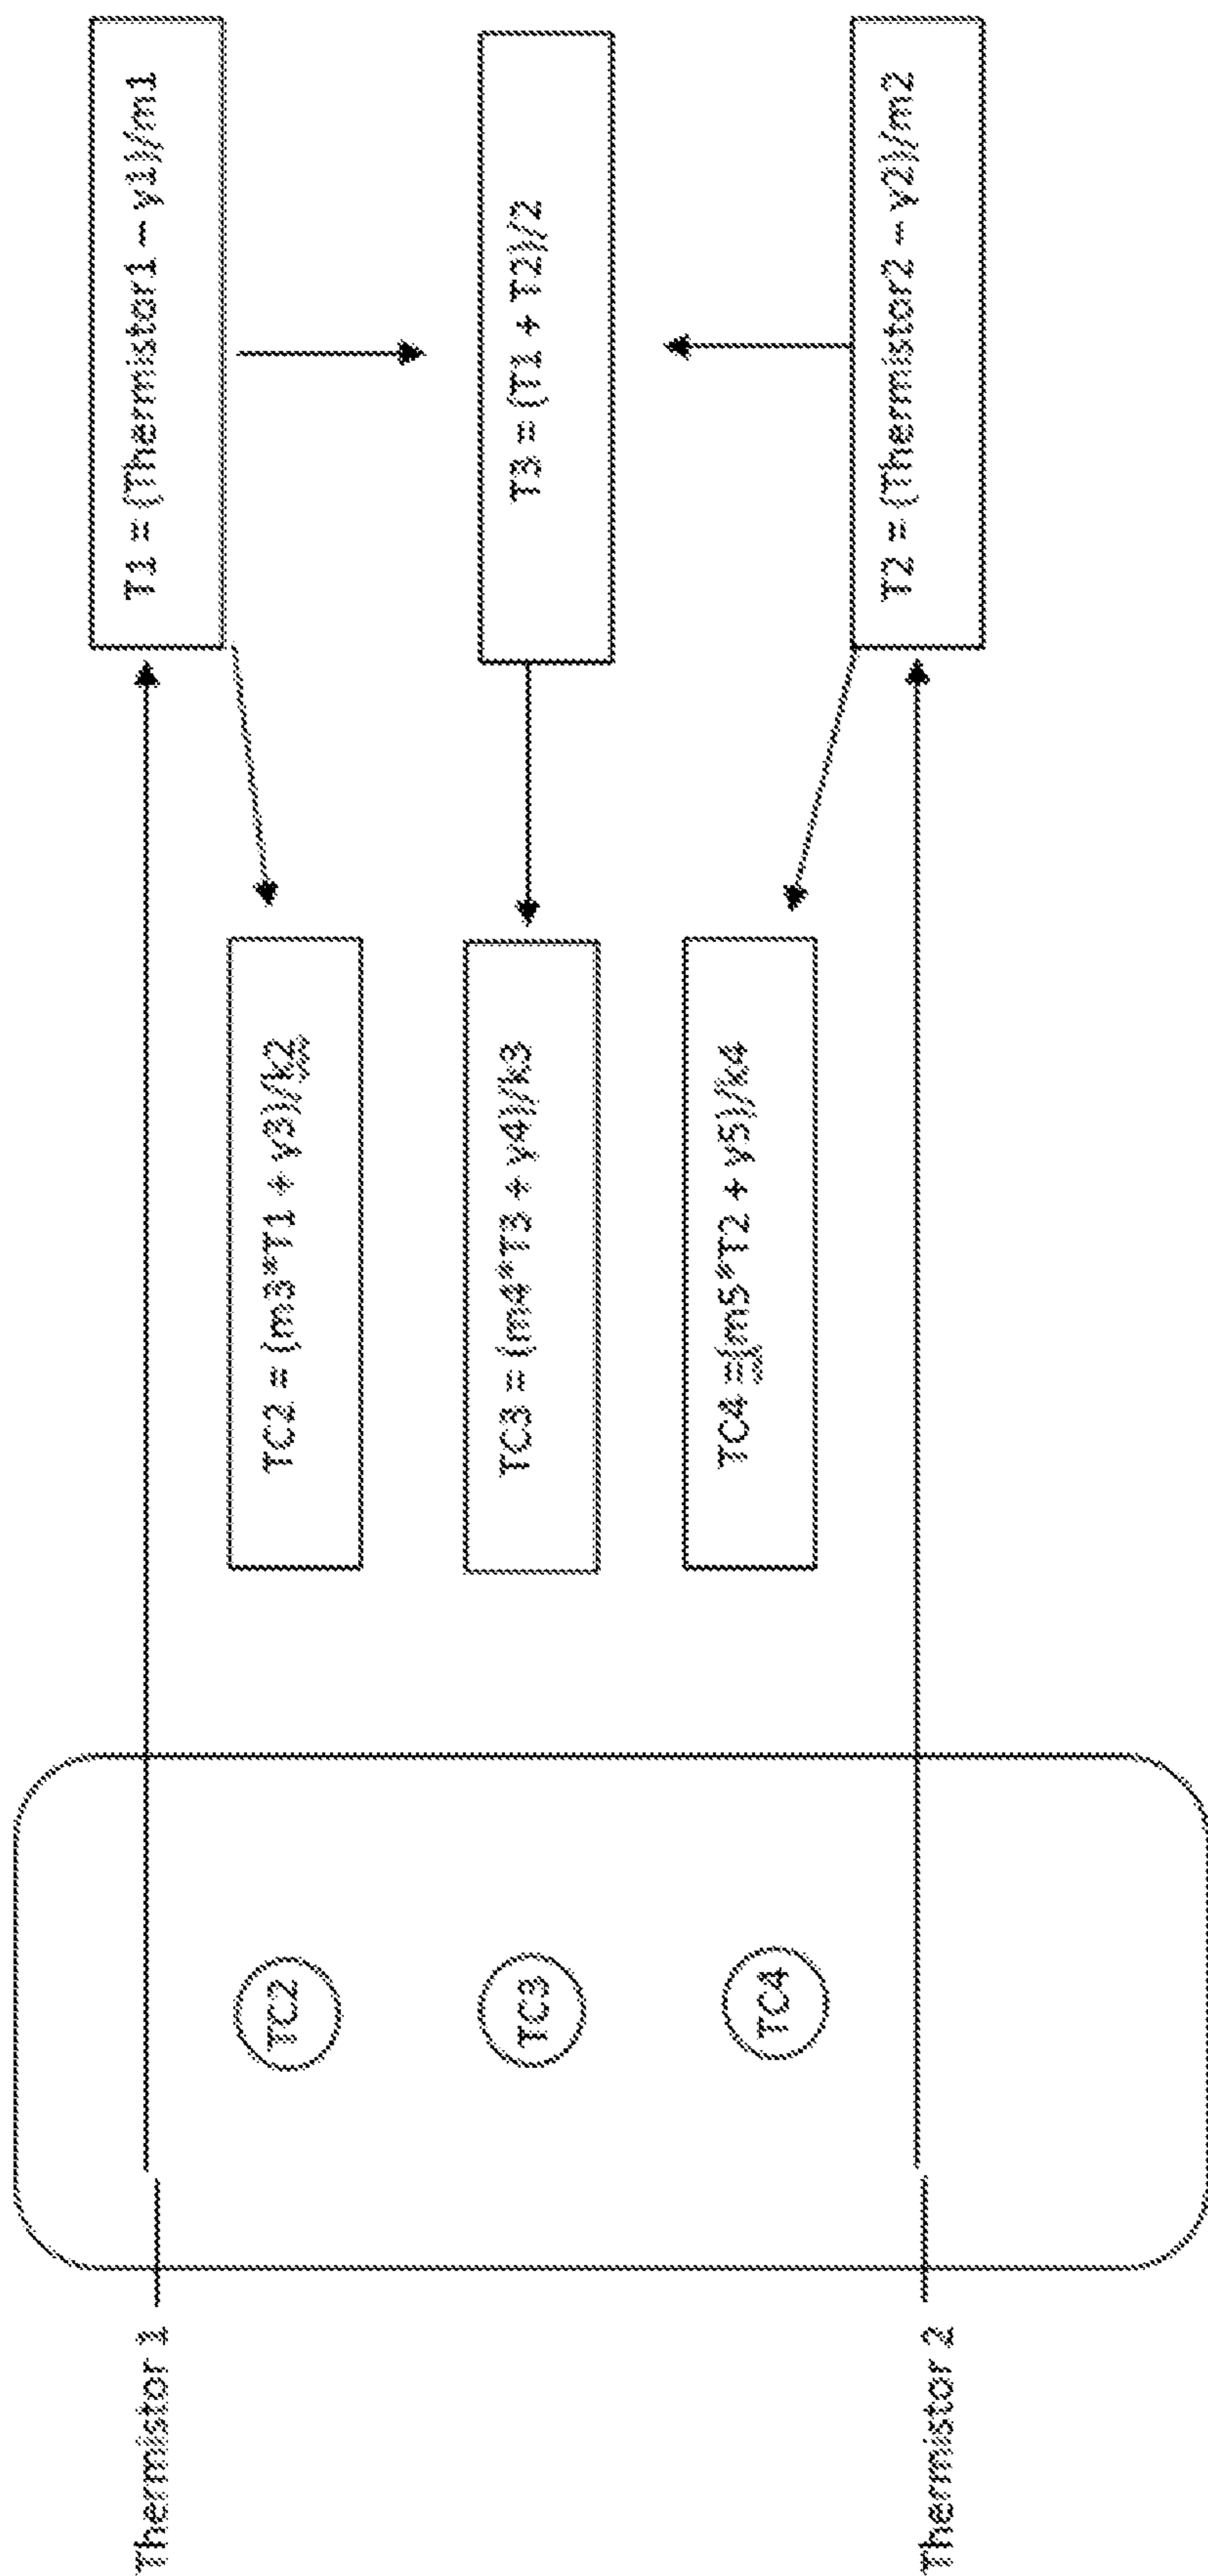 Thermistor 1
T1 = (Thermistor1 – y1)/m1
TC2
TC2 = (m3*T1 + y3)/k2
TC3
TC3 = (m4*T3 + y4)/k3
T3 = (T1 + T2)/2
TC4
TC4 =(m5*T2 + y5)/k4
Thermistor 2
T2 = (Thermistor2 – y2)/m2